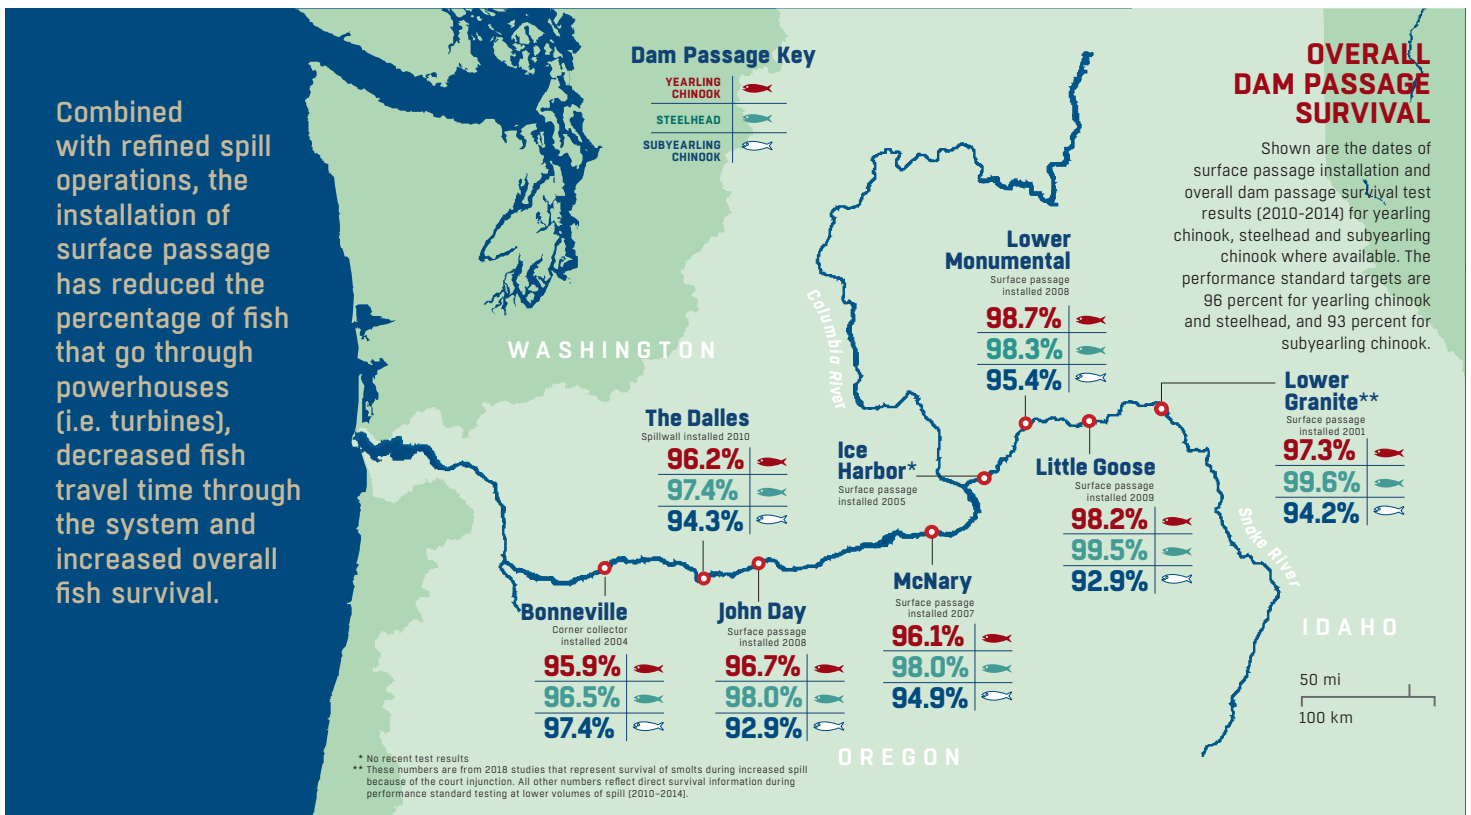 Combined
with refined spill
operations, the
installation of
surface passage
has reduced the
percentage of fish
that go through
powerhouses
(i.e. turbines),
decreased fish
travel time through
the system and
increased overall
fish survival.
Dam Passage Key
YEARLING
CHINOOK
STEELHEAD
SUBYEARLING
CHINOOK
OVERALL
DAM PASSAGE
SURVIVAL
Shown are the dates of
surface passage installation and
overall dam passage survival test
results (2010-2014) for yearling
chinook, steelhead and subyearling
chinook where available. The
performance standard targets are
96 percent for yearling chinook
and steelhead, and 93 percent for
subyearling chinook.
WASHINGTON
Columbia River
Lower
Monumental
Surface passage
installed 2008
98.7%
98.3%
95.4%
Lower
Granite**
Surface passage
installed 2001
97.3%
99.6%
94.2%
The Dalles
Spillwall installed 2010
96.2%
97.4%
94.3%
Ice
Harbor*
Surface passage
installed 2005
Little Goose
Surface passage
installed 2009
98.2%
99.5%
92.9%
Snake River
Bonneville
Corner collector
installed 2004
95.9%
96.5%
97.4%
John Day
Surface passage
installed 2008
96.7%
98.0%
92.9%
McNary
Surface passage
installed 2007
96.1%
98.0%
94.9%
IDAHO
50 mi
100 km
OREGON
* No recent test results
** These numbers are from 2018 studies that represent survival of smolts during increased spill
because of the court injunction. All other numbers reflect direct survival information during
performance standard testing at lower volumes of spill (2010–2014).